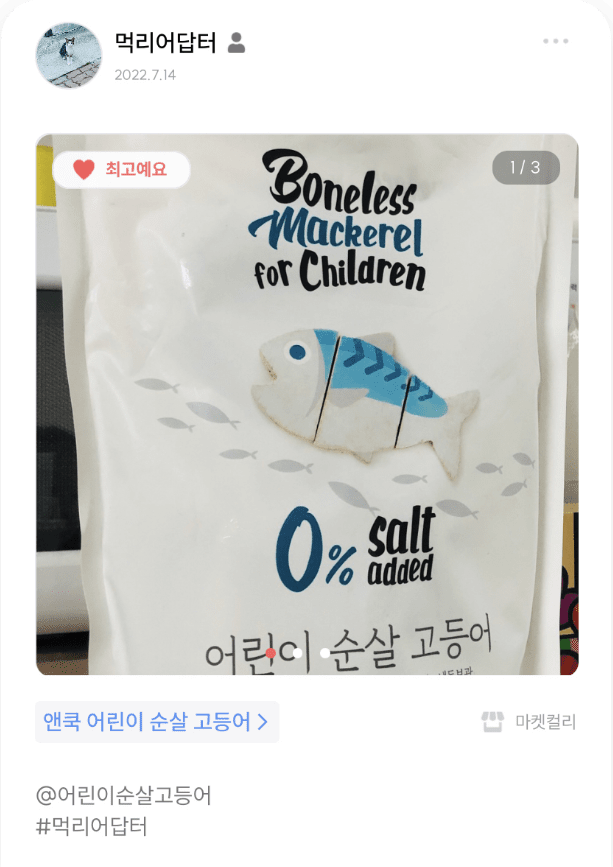 먹리어답터
2022.7.14
최고예요
1 / 3
Boneless
Mackerel
for Children
0% salt
added
어린이 순살 고등어
앤쿡 어린이 순살 고등어 >
마켓컬리
@어린이순살고등어
#먹리어답터